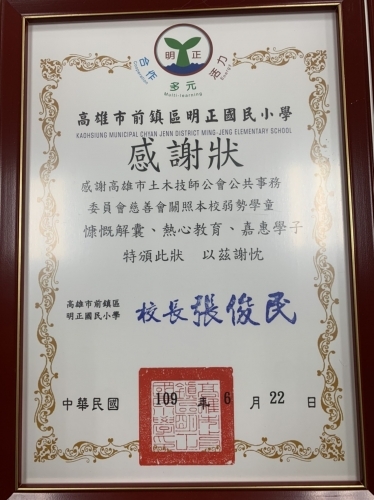 明 正
合作
Cooperation
活力
多元
Multi-learning
高雄市前鎮區明正國民小學
KAOHSIUNG MUNICIPAL CHYAN JENN DISTRICT MING-JENG ELEMENTARY SCHOOL
感謝狀
感謝高雄市土木技師公會公共事務
委員會慈善會關照本校弱勢學童
慷慨解囊、熱心教育、嘉惠學子
特頒此狀 以茲謝忱
高雄市前鎮區
明正國民小學
校長張俊民
中華民國 109 年 6 月 22 日